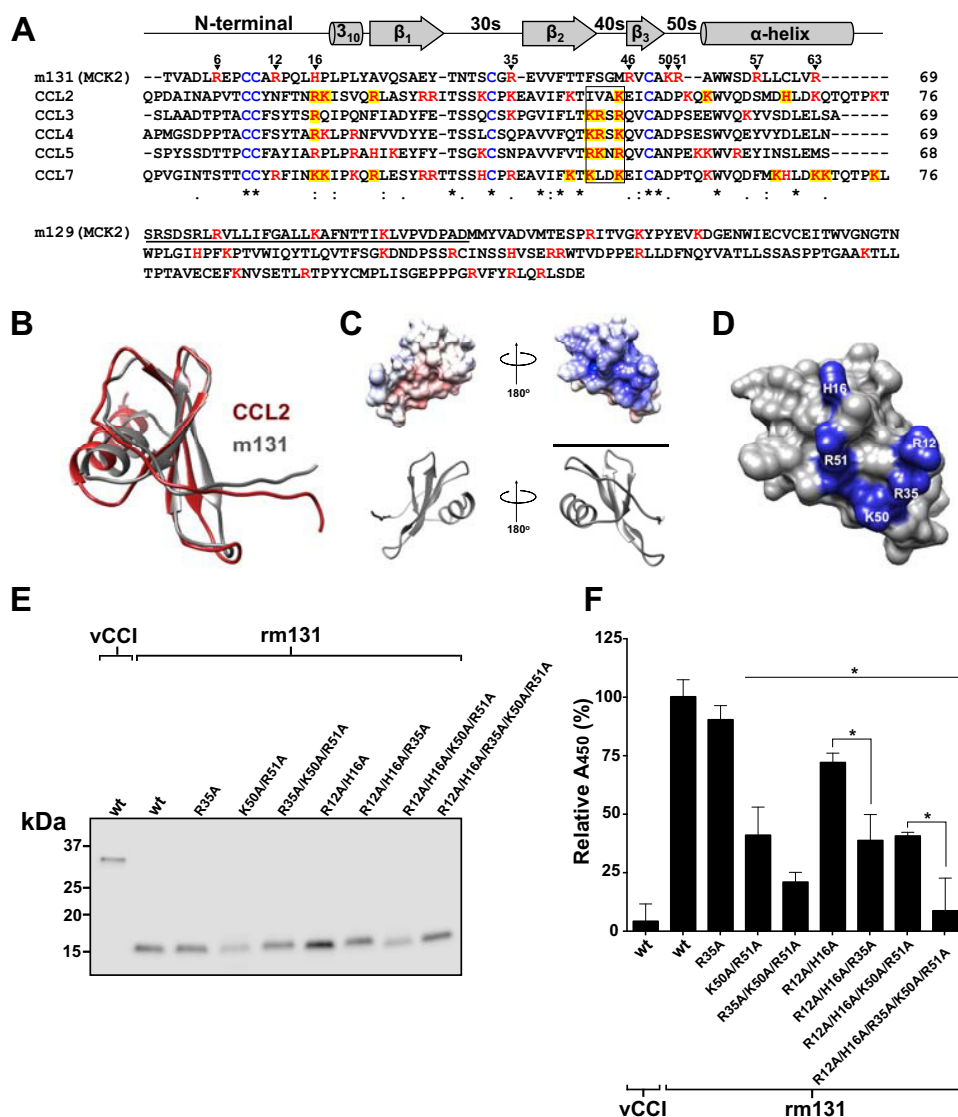 A
N-terminal 3₁₀ β₁ 30s β₂ 40s β₃ 50s α-helix
6 12 16 35 46 5051 57 63
m131(MCK2) --TVADLREPCCARPQLHPLPLYAVQSAEY-TNTSCGR-EVVFTTFSGMRVCAKR-AWWSDRLLCLVR------ 69
CCL2 QPDAINAPVTCCYNFTNRKISVQRLASYRRITSSKCPKEAVIFKTIVAKEICADPKQKWVQDSMDHLDKQTQTPKT 76
CCL3 --SLAADTPTACCFSYTSRQIPQNFIADYFE-TSSQCSKPGVIFLTKRSRQVCADPSEEWVQKYVSDLELSA---- 69
CCL4 APMGSDPPTACCFSYTARKLPRNFVVDYYE-TSSLCSQPAVVFQTKRSKQVCADPSESWVQEYVYDLELN----- 69
CCL5 -SPYSSDTTPCCFAYIARPLPRAHIKEYFY-TSGKCSNPAVVFVTRKNRQVCANPEKKWVREYINSLEMS----- 68
CCL7 QPVGINTSTTCCYRFINKKIPKQRLESYRRTTSSHCPREAVIFKTKLDKEICADPTQKWVQDFMKHLDKKTQTPKL 76
m129(MCK2) SRSDSRLRVLLIFGALLKAFNTTIKLVPVDPADMMYVADVMTESPRITVGKYPYEVKDGENWIECVCEITWVGNGTN
WPLGIHPFKPTVWIQYTLQVTFSGKDNDPSSRCINSSHVSERRWTVDPPERLLDFNQYVATLLSSASPPTGAAKTLL
TPTAVECEFKNVSETLRTPYYCMPLISGEPPPGRVFYRLQRLSDE
B
CCL2
m131
C
180°
180°
180°
D
H16
R12
R51
R35
K50
E
vCCI rm131
wt wt R35A K50A/R51A R35A/K50A/R51A R12A/H16A R12A/H16A/R35A R12A/H16A/K50A/R51A R12A/H16A/R35A/K50A/R51A
kDa
37
25
20
15
F
Relative A450 (%)
125
100
75
50
25
0
*
*
*
wt wt R35A K50A/R51A R35A/K50A/R51A R12A/H16A R12A/H16A/R35A R12A/H16A/K50A/R51A R12A/H16A/R35A/K50A/R51A
vCCI rm131